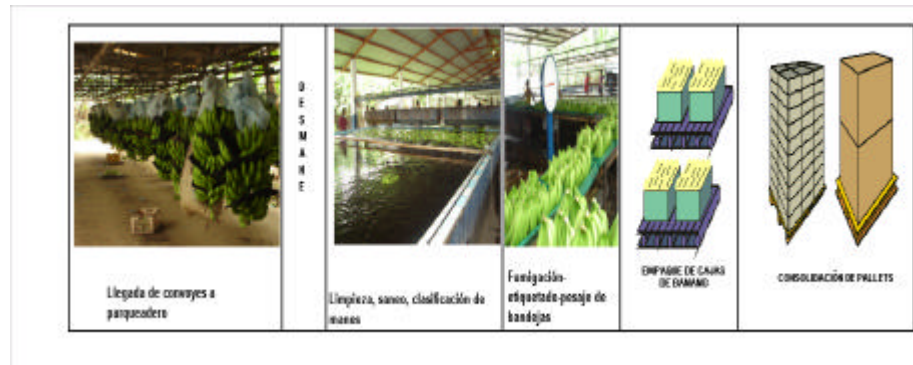 Llegada de convoyes a
parqueadero
DESMANE
Limpieza, saneo, clasificación de
manos
Fumigación-
etiquetado-pesaje de
bandejas
EMPAQUE DE CAJAS
DE BANANO
CONSOLIDACIÓN DE PALLETS